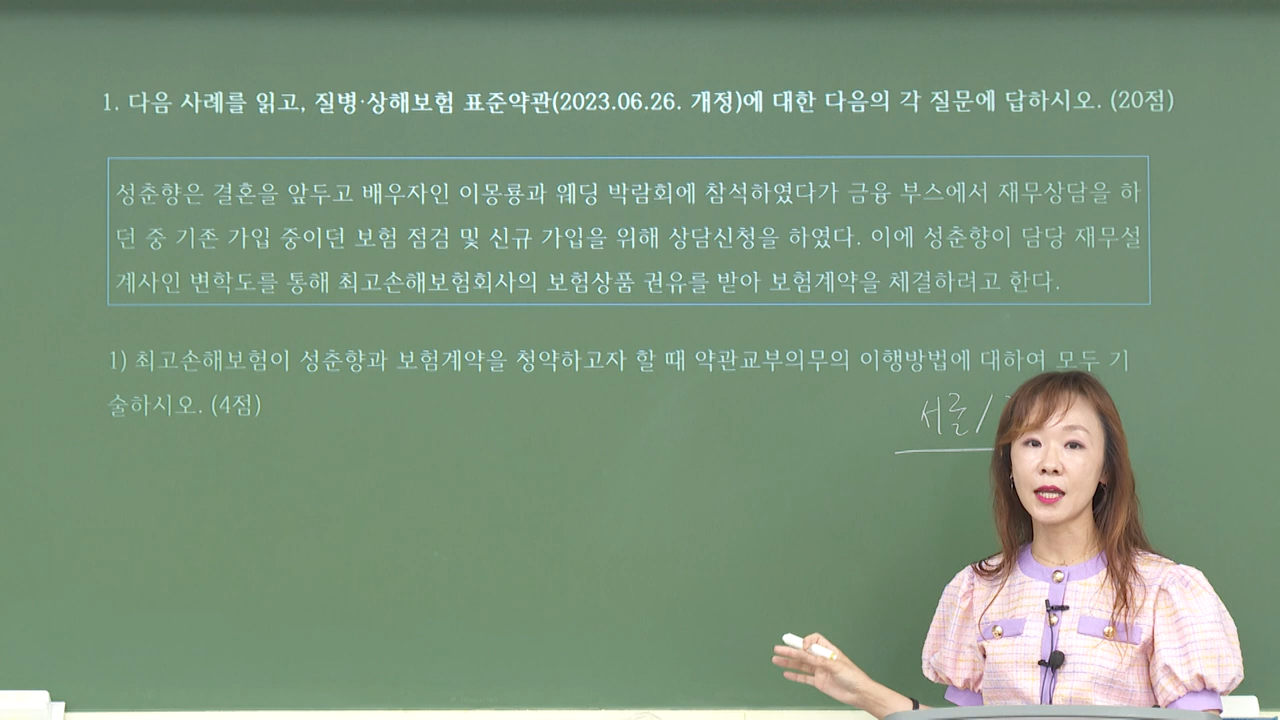 1. 다음 사례를 읽고, 질병·상해보험 표준약관(2023.06.26. 개정)에 대한 다음의 각 질문에 답하시오. (20점)
성춘향은 결혼을 앞두고 배우자인 이몽룡과 웨딩 박람회에 참석하였다가 금융 부스에서 재무상담을 하
던 중 기존 가입 중이던 보험 점검 및 신규 가입을 위해 상담신청을 하였다. 이에 성춘향이 담당 재무설
계사인 변학도를 통해 최고손해보험회사의 보험상품 권유를 받아 보험계약을 체결하려고 한다.
1) 최고손해보험이 성춘향과 보험계약을 청약하고자 할 때 약관교부의무의 이행방법에 대하여 모두 기
술하시오. (4점)
서론/